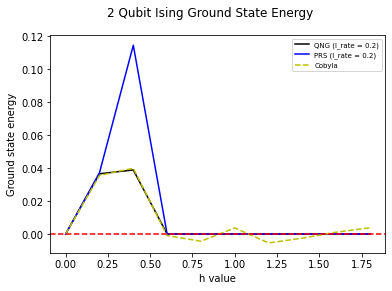 2 Qubit Ising Ground State Energy
QNG (l_rate = 0.2)
PRS (l_rate = 0.2)
Cobyla
0.12
0.10
0.08
0.06
0.04
0.02
0.00
Ground state energy
0.00 0.25 0.50 0.75 1.00 1.25 1.50 1.75
h value